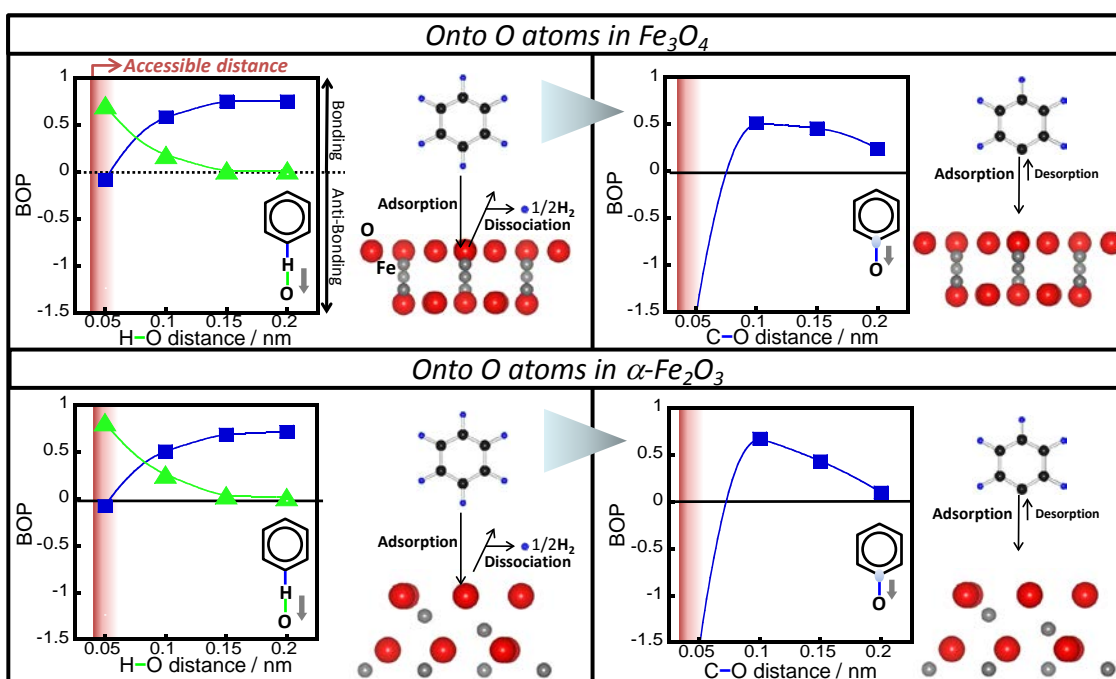 Onto O atoms in Fe₃O₄
Accessible distance
1
0.5
0
-0.5
-1
-1.5
BOP
0.05 0.1 0.15 0.2
H−O distance / nm
H
O
Bonding
Anti-Bonding
Adsorption
1/2H₂
Dissociation
O
Fe
1
0.5
0
-0.5
-1
-1.5
BOP
0.05 0.1 0.15 0.2
C−O distance / nm
O
Adsorption
Desorption
Onto O atoms in α-Fe₂O₃
1
0.5
0
-0.5
-1
-1.5
BOP
0.05 0.1 0.15 0.2
H−O distance / nm
H
O
Adsorption
1/2H₂
Dissociation
1
0.5
0
-0.5
-1
-1.5
BOP
0.05 0.1 0.15 0.2
C−O distance / nm
O
Adsorption
Desorption